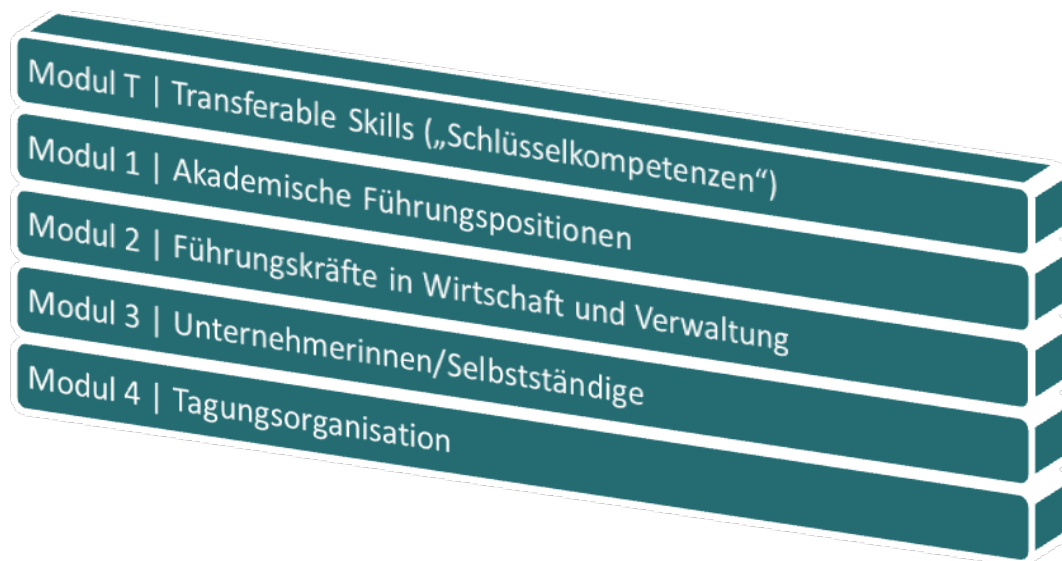 Modul T | Transferable Skills („Schlüsselkompetenzen“)
Modul 1 | Akademische Führungspositionen
Modul 2 | Führungskräfte in Wirtschaft und Verwaltung
Modul 3 | Unternehmerinnen/Selbstständige
Modul 4 | Tagungsorganisation